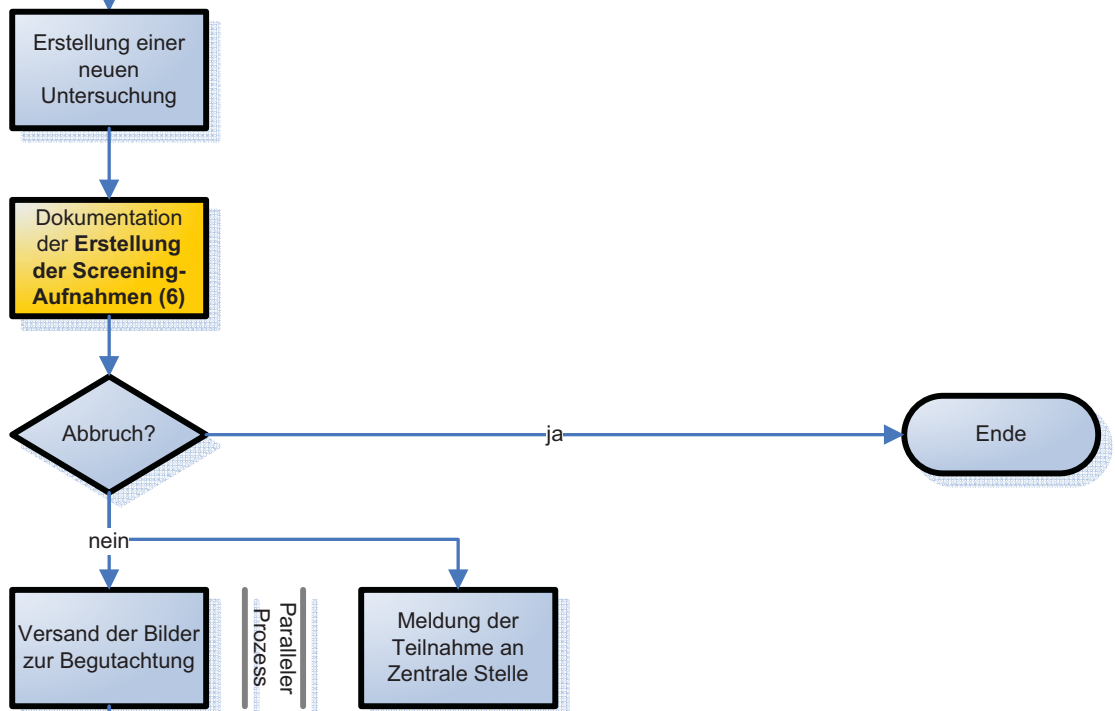 Erstellung einer
neuen
Untersuchung
Dokumentation
der Erstellung
der Screening-
Aufnahmen (6)
Abbruch?
ja
Ende
nein
Versand der Bilder
zur Begutachtung
Paralleler
Prozess
Meldung der
Teilnahme an
Zentrale Stelle